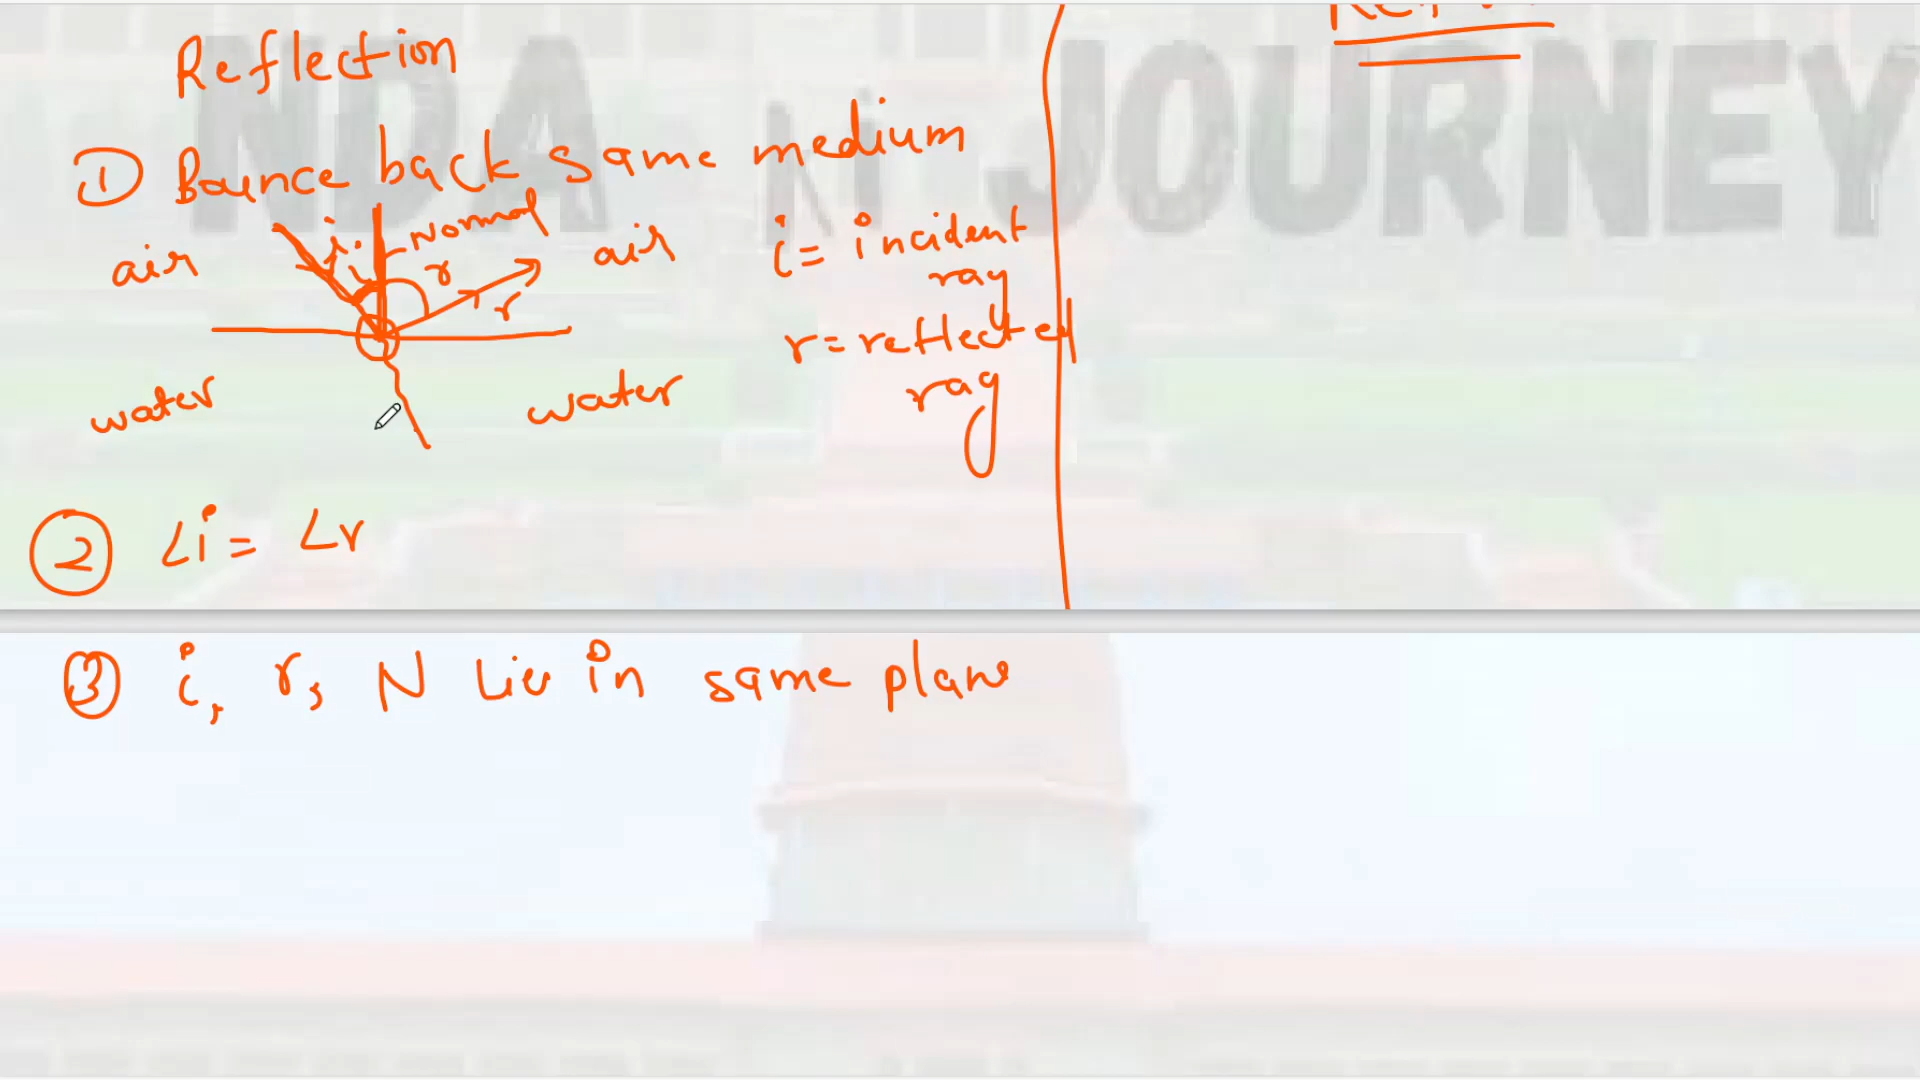 Reflection
① Bounce back same medium
NDA Ki JOURNEY
i Normal
air i r air
r
i = incident
ray
r = reflected
ray
water water
② ∠i = ∠r
③ i, r, N Lie in same plane